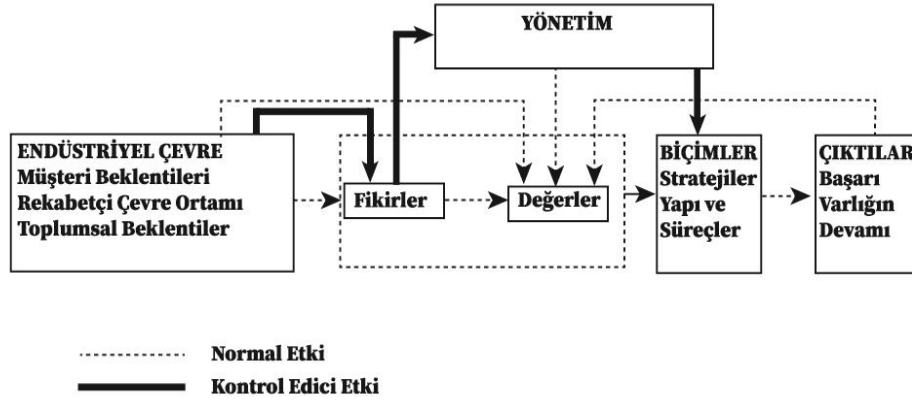 YÖNETİM
ENDÜSTRİYEL ÇEVRE
Müşteri Beklentileri
Rekabetçi Çevre Ortamı
Toplumsal Beklentiler
Fikirler
Değerler
BİÇİMLER
Stratejiler
Yapı ve
Süreçler
ÇIKTILAR
Başarı
Varlığın
Devamı
Normal Etki
Kontrol Edici Etki